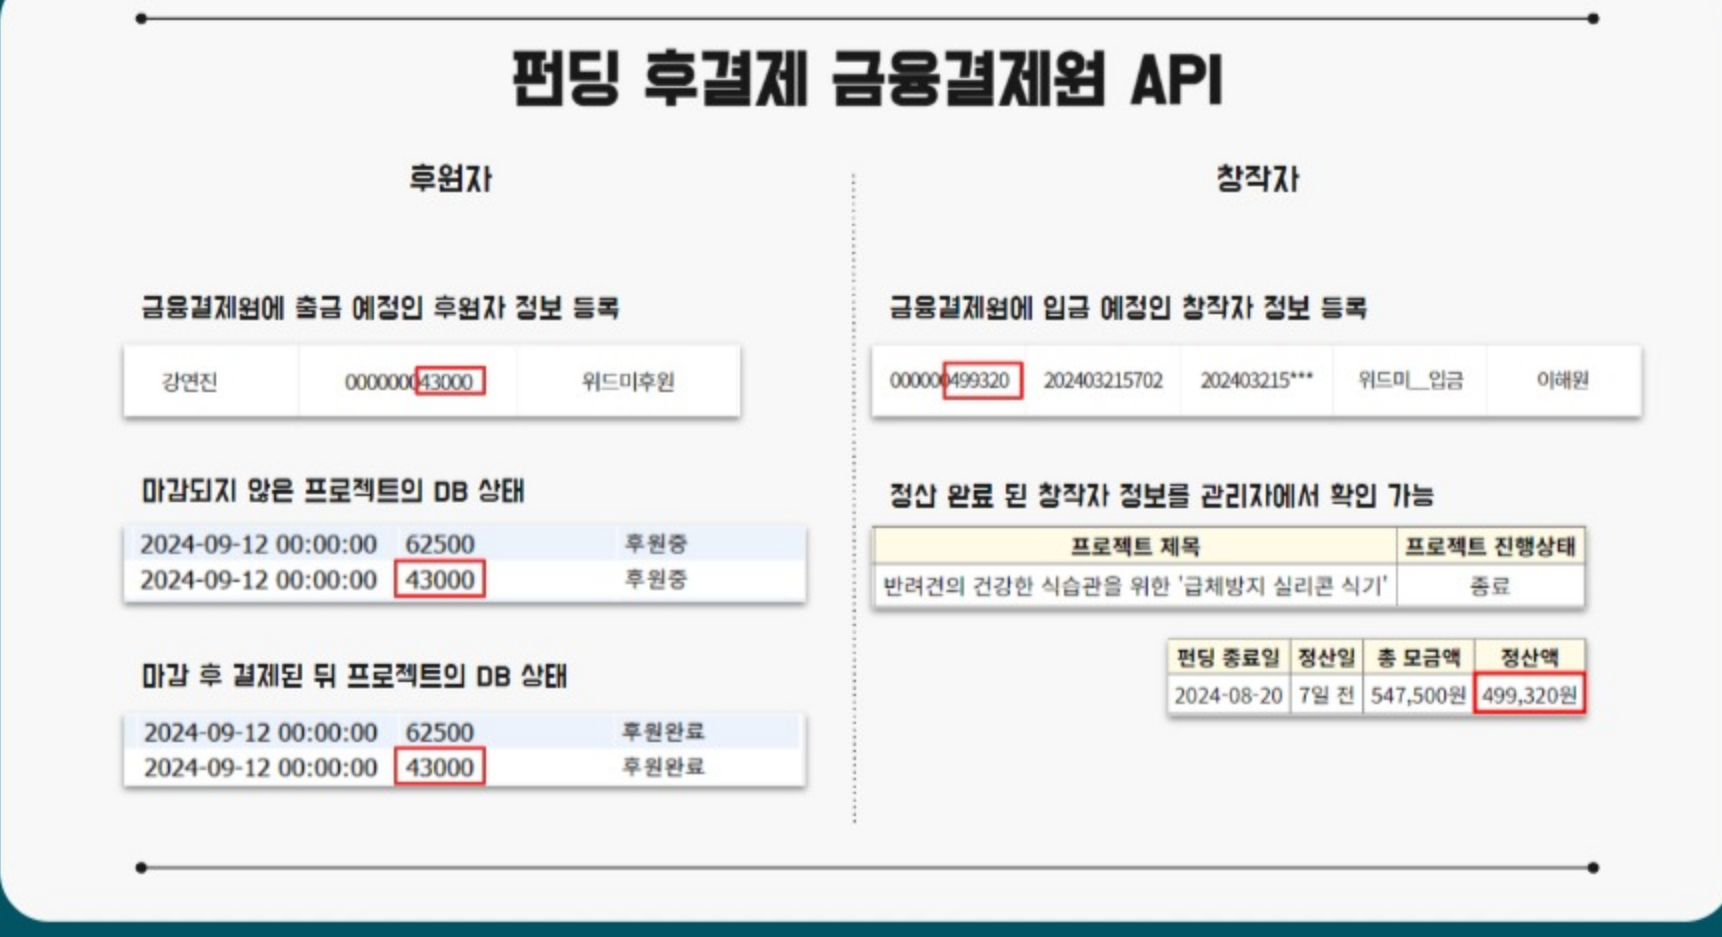 펀딩 후결제 금융결제원 API
후원자
금융결제원에 출금 예정인 후원자 정보 등록
강연진 000000043000 위드미후원
마감되지 않은 프로젝트의 DB 상태
2024-09-12 00:00:00 62500 후원중
2024-09-12 00:00:00 43000 후원중
마감 후 결제된 뒤 프로젝트의 DB 상태
2024-09-12 00:00:00 62500 후원완료
2024-09-12 00:00:00 43000 후원완료
창작자
금융결제원에 입금 예정인 창작자 정보 등록
000000499320 202403215702 202403215*** 위드미__입금 이해원
정산 완료 된 창작자 정보를 관리자에서 확인 가능
프로젝트 제목 프로젝트 진행상태
반려견의 건강한 식습관을 위한 '급체방지 실리콘 식기' 종료
펀딩 종료일 정산일 총 모금액 정산액
2024-08-20 7일 전 547,500원 499,320원